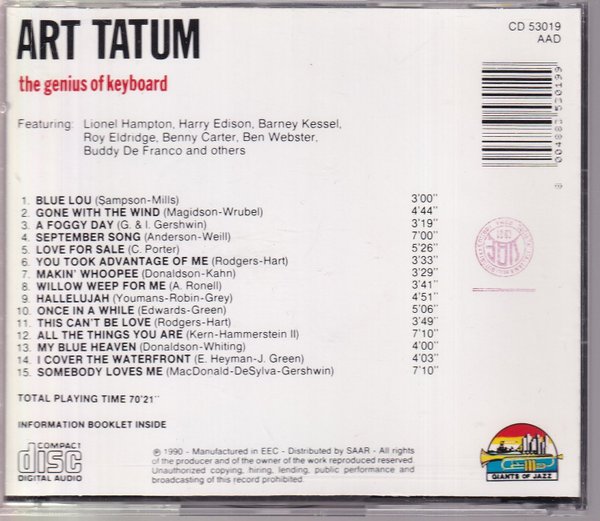 ART TATUM
CD 53019
AAD
the genius of keyboard
Featuring: Lionel Hampton, Harry Edison, Barney Kessel,
Roy Eldridge, Benny Carter, Ben Webster,
Buddy De Franco and others
8 004883 530199
1. BLUE LOU (Sampson-Mills) 3'00"
2. GONE WITH THE WIND (Magidson-Wrubel) 4'44"
3. A FOGGY DAY (G. & I. Gershwin) 3'19"
4. SEPTEMBER SONG (Anderson-Weill) 7'00"
5. LOVE FOR SALE (C. Porter) 5'26"
6. YOU TOOK ADVANTAGE OF ME (Rodgers-Hart) 3'33"
7. MAKIN' WHOOPEE (Donaldson-Kahn) 3'29"
8. WILLOW WEEP FOR ME (A. Ronell) 3'41"
9. HALLELUJAH (Youmans-Robin-Grey) 4'51"
10. ONCE IN A WHILE (Edwards-Green) 5'06"
11. THIS CAN'T BE LOVE (Rodgers-Hart) 3'49"
12. ALL THE THINGS YOU ARE (Kern-Hammerstein II) 7'10"
13. MY BLUE HEAVEN (Donaldson-Whiting) 4'00"
14. I COVER THE WATERFRONT (E. Heyman-J. Green) 4'03"
15. SOMEBODY LOVES ME (MacDonald-DeSylva-Gershwin) 7'10"
TOTAL PLAYING TIME 70'21"
INFORMATION BOOKLET INSIDE
COMPACT
disc
DIGITAL AUDIO
℗ 1990 - Manufactured in EEC - Distributed by SAAR - All rights
of the producer and of the owner of the work reproduced reserved.
Unauthorized copying, hiring, lending, public performance and
broadcasting of this record prohibited.
GIANTS OF JAZZ